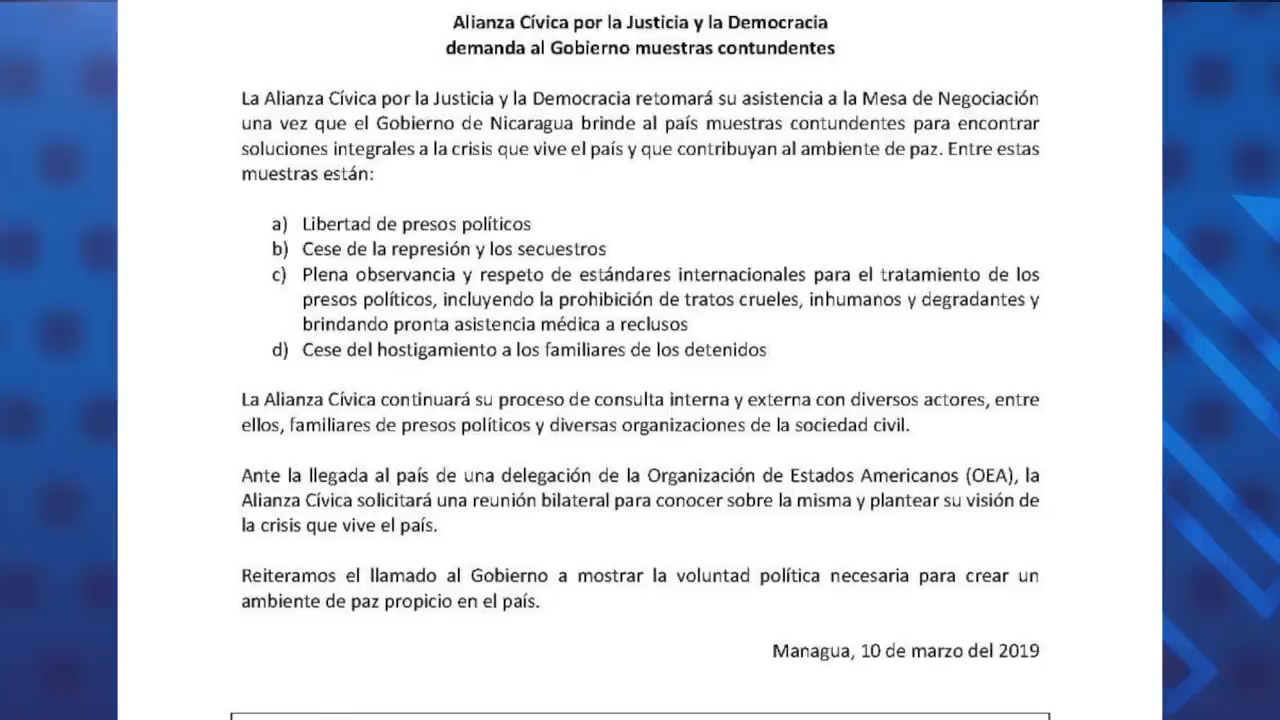 Alianza Cívica por la Justicia y la Democracia
demanda al Gobierno muestras contundentes
La Alianza Cívica por la Justicia y la Democracia retomará su asistencia a la Mesa de Negociación
una vez que el Gobierno de Nicaragua brinde al país muestras contundentes para encontrar
soluciones integrales a la crisis que vive el país y que contribuyan al ambiente de paz. Entre estas
muestras están:
a) Libertad de presos políticos
b) Cese de la represión y los secuestros
c) Plena observancia y respeto de estándares internacionales para el tratamiento de los
presos políticos, incluyendo la prohibición de tratos crueles, inhumanos y degradantes y
brindando pronta asistencia médica a reclusos
d) Cese del hostigamiento a los familiares de los detenidos
La Alianza Cívica continuará su proceso de consulta interna y externa con diversos actores, entre
ellos, familiares de presos políticos y diversas organizaciones de la sociedad civil.
Ante la llegada al país de una delegación de la Organización de Estados Americanos (OEA), la
Alianza Cívica solicitará una reunión bilateral para conocer sobre la misma y plantear su visión de
la crisis que vive el país.
Reiteramos el llamado al Gobierno a mostrar la voluntad política necesaria para crear un
ambiente de paz propicio en el país.
Managua, 10 de marzo del 2019